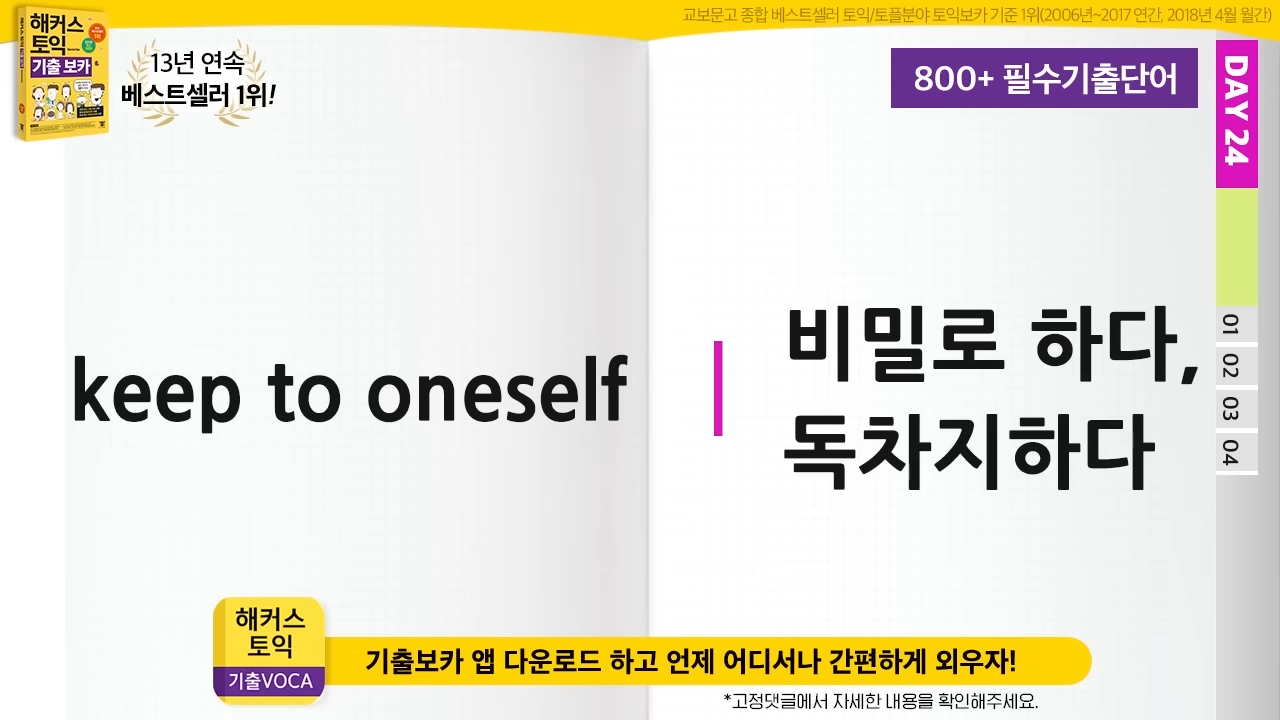 교보문고 종합 베스트셀러 토익/토플분야 토익보카 기준 1위(2006년~2017 연간, 2018년 4월 월간)
해커스
토익
기출 보카
13년 연속
베스트셀러 1위!
800+ 필수기출단어
DAY 24
keep to oneself
비밀로 하다,
독차지하다
01
02
03
04
해커스
토익
기출VOCA
기출보카 앱 다운로드 하고 언제 어디서나 간편하게 외우자!
*고정댓글에서 자세한 내용을 확인해주세요.